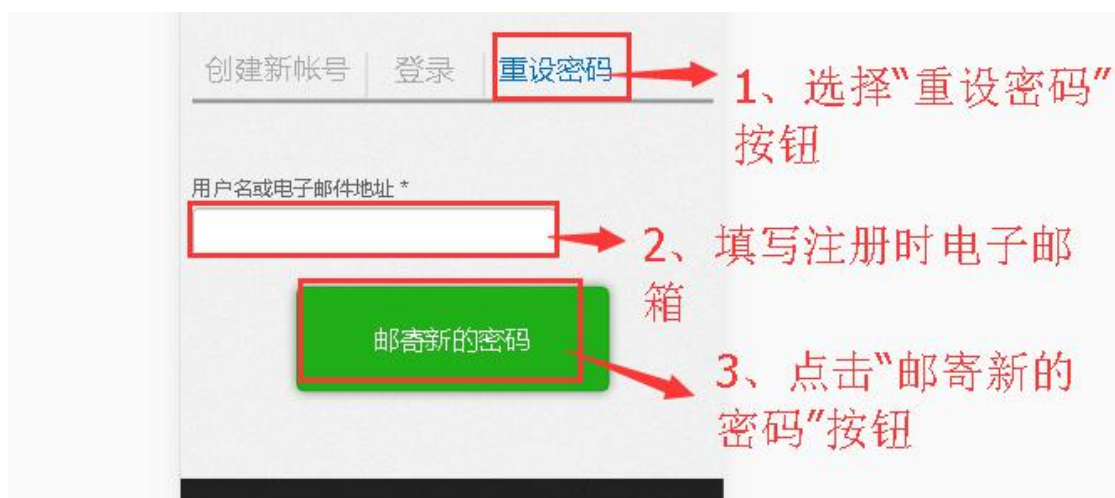 创建新帐号 登录 重设密码
1、选择“重设密码”
按钮
用户名或电子邮件地址 *
2、填写注册时电子邮
箱
邮寄新的密码
3、点击“邮寄新的
密码”按钮